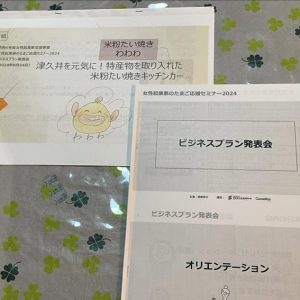 米粉たい焼き
わわわ
津久井を元気に！特産物を取り入れた
米粉たい焼きキッチンカー
わわわ
女性起業家のたまご応援セミナー2024
ビジネスプラン発表会
ビジネスプラン発表会
オリエンテーション